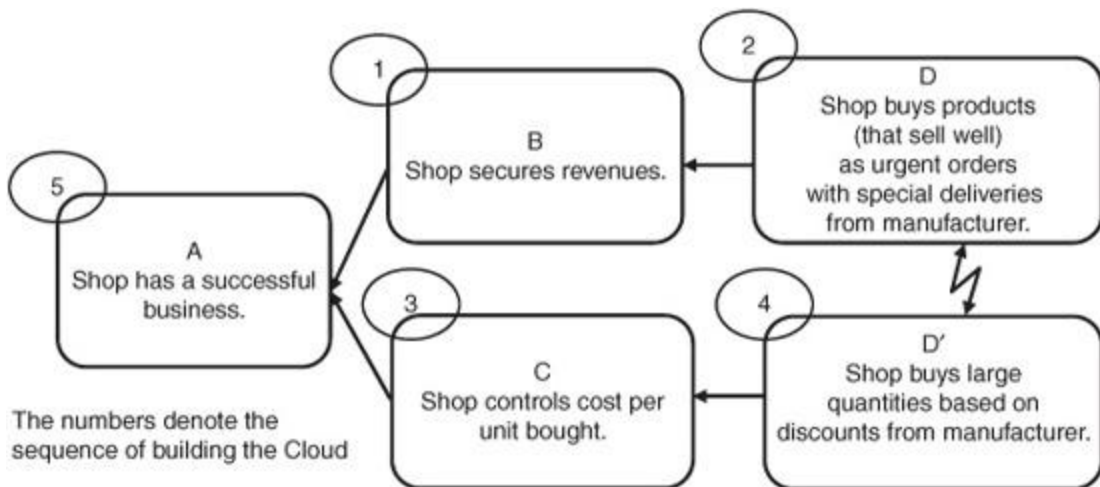 1
B
Shop secures revenues.
2
D
Shop buys products
(that sell well)
as urgent orders
with special deliveries
from manufacturer.
5
A
Shop has a successful
business.
3
C
Shop controls cost per
unit bought.
4
D′
Shop buys large
quantities based on
discounts from manufacturer.
The numbers denote the
sequence of building the Cloud